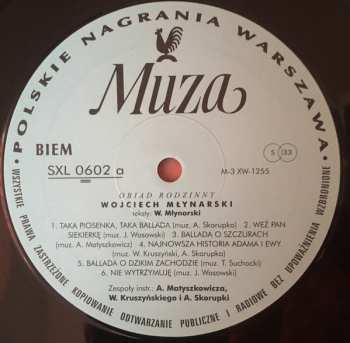 POLSKIE NAGRANIA WARSZAWA
Muza
BIEM
SXL 0602 a
S 33
M-3 XW-1255
OBIAD RODZINNY
WOJCIECH MŁYNARSKI
teksty: W. Młynarski
1. TAKA PIOSENKA, TAKA BALLADA (muz. A. Skorupka) 2. WEŹ PAN
SIEKIERKĘ (muz. J. Wasowski) 3. BALLADA O SZCZURACH
(muz. A. Matyszkowicz) 4. NAJNOWSZA HISTORIA ADAMA I EWY
(muz. W. Kruszyński, A. Skorupka)
5. BALLADA O DZIKIM ZACHODZIE (muz. T. Suchocki)
6. NIE WYTRZYMUJĘ (muz. J. Wasowski)
Zespoły instr.: A. Matyszkowicza,
W. Kruszyńskiego i A. Skorupki
WSZYSTKIE PRAWA ZASTRZEŻONE KOPIOWANIE ODTWARZANIE PUBLICZNE I RADIOWE BEZ UPOWAŻNIENIA WZBRONIONE